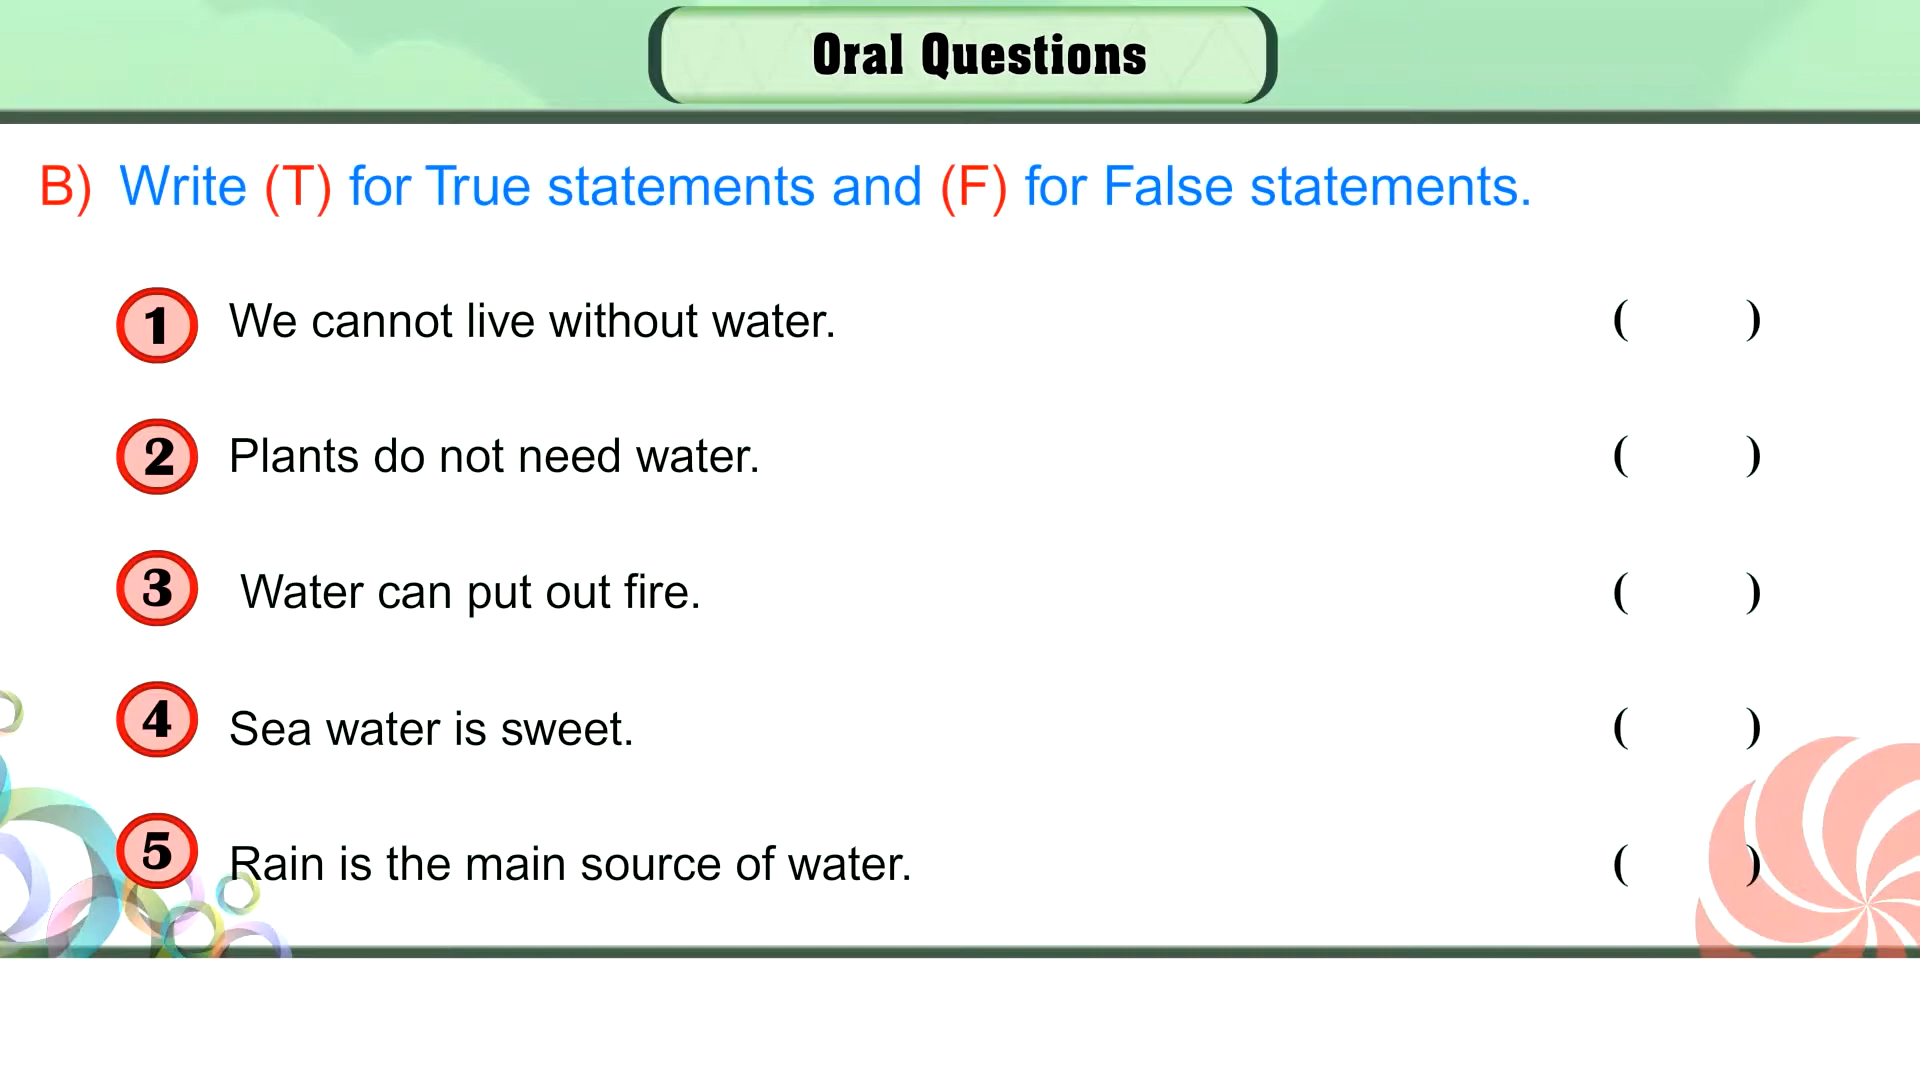 Oral Questions
B) Write (T) for True statements and (F) for False statements.
1 We cannot live without water. ( )
2 Plants do not need water. ( )
3 Water can put out fire. ( )
4 Sea water is sweet. ( )
5 Rain is the main source of water. ( )